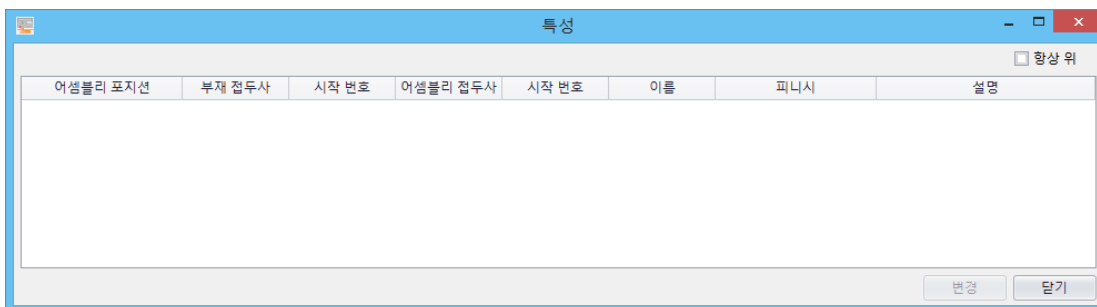 특성
항상 위
어셈블리 포지션 부재 접두사 시작 번호 어셈블리 접두사 시작 번호 이름 피니시 설명
변경 닫기